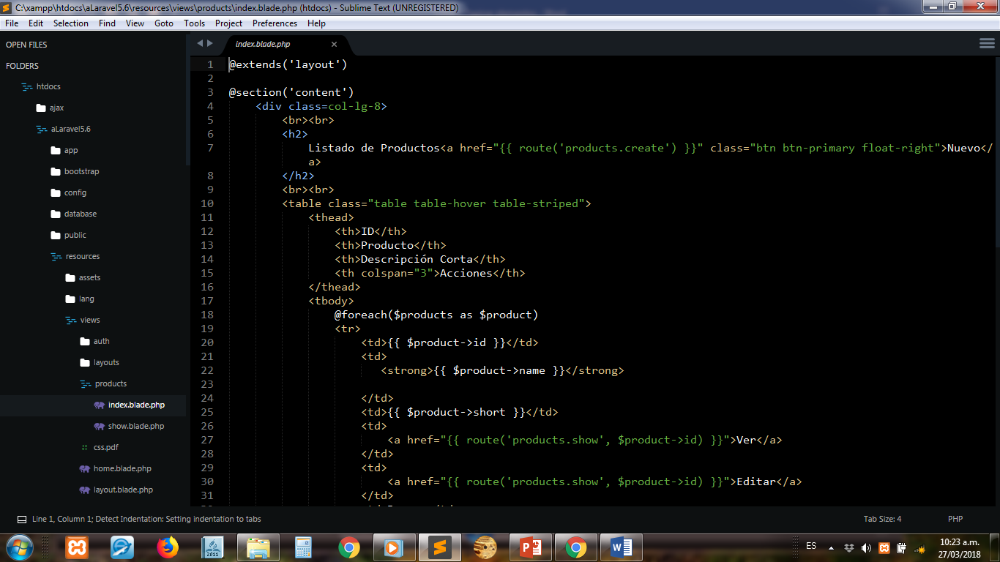 C:\xampp\htdocs\aLaravel5.6\resources\views\products\index.blade.php (htdocs) - Sublime Text (UNREGISTERED)
File Edit Selection Find View Goto Tools Project Preferences Help
OPEN FILES
FOLDERS
htdocs
ajax
aLaravel5.6
app
bootstrap
config
database
public
resources
assets
lang
views
auth
layouts
products
index.blade.php
show.blade.php
css.pdf
home.blade.php
layout.blade.php
index.blade.php
1 @extends('layout')
2
3 @section('content')
4 <div class=col-lg-8>
5 <br><br>
6 <h2>
7 Listado de Productos<a href="{{ route('products.create') }}" class="btn btn-primary float-right">Nuevo</
a>
8 </h2>
9 <br><br>
10 <table class="table table-hover table-striped">
11 <thead>
12 <th>ID</th>
13 <th>Producto</th>
14 <th>Descripción Corta</th>
15 <th colspan="3">Acciones</th>
16 </thead>
17 <tbody>
18 @foreach($products as $product)
19 <tr>
20 <td>{{ $product->id }}</td>
21 <td>
22 <strong>{{ $product->name }}</strong>
23
24 </td>
25 <td>{{ $product->short }}</td>
26 <td>
27 <a href="{{ route('products.show', $product->id) }}">Ver</a>
28 </td>
29 <td>
30 <a href="{{ route('products.show', $product->id) }}">Editar</a>
31 </td>
Line 1, Column 1; Detect Indentation: Setting indentation to tabs
Tab Size: 4
PHP
2011
ES
10:23 a.m.
27/03/2018